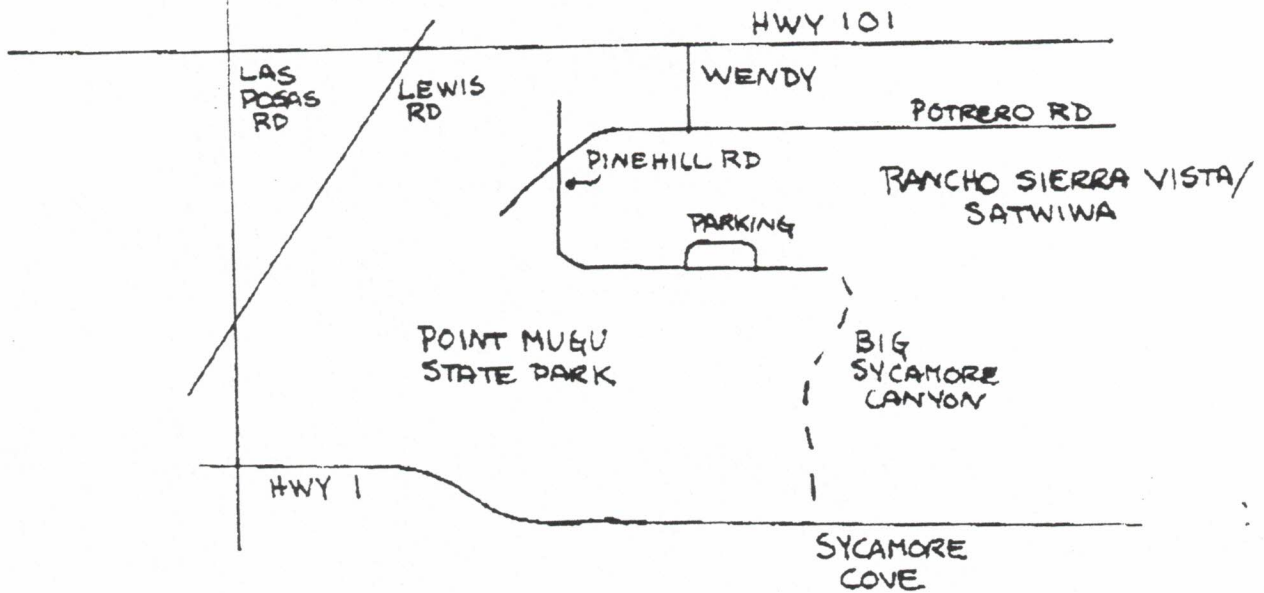 HWY 101
LAS
POSAS
RD
LEWIS
RD
WENDY
POTRERO RD
PINEHILL RD
RANCHO SIERRA VISTA/
SATWIWA
PARKING
POINT MUGU
STATE PARK
BIG
SYCAMORE
CANYON
HWY 1
SYCAMORE
COVE